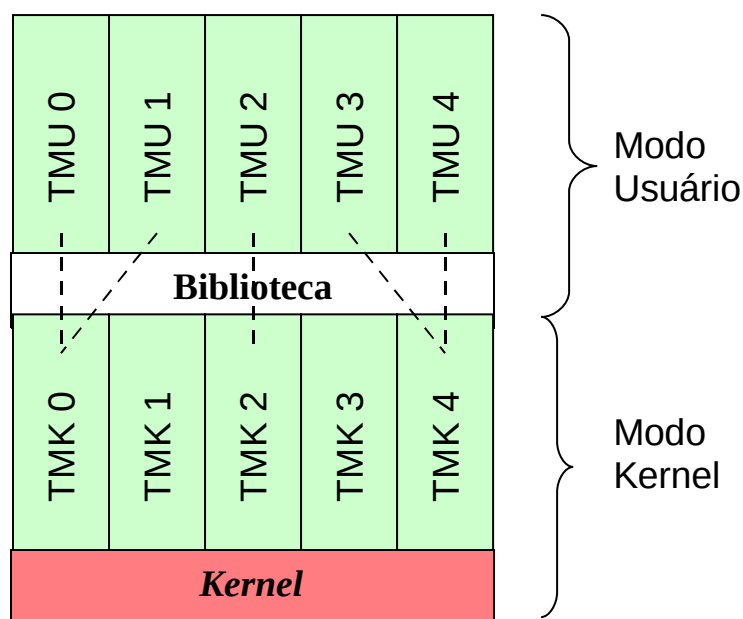 TMU 0
TMU 1
TMU 2
TMU 3
TMU 4
Modo
Usuário
Biblioteca
TMK 0
TMK 1
TMK 2
TMK 3
TMK 4
Modo
Kernel
Kernel